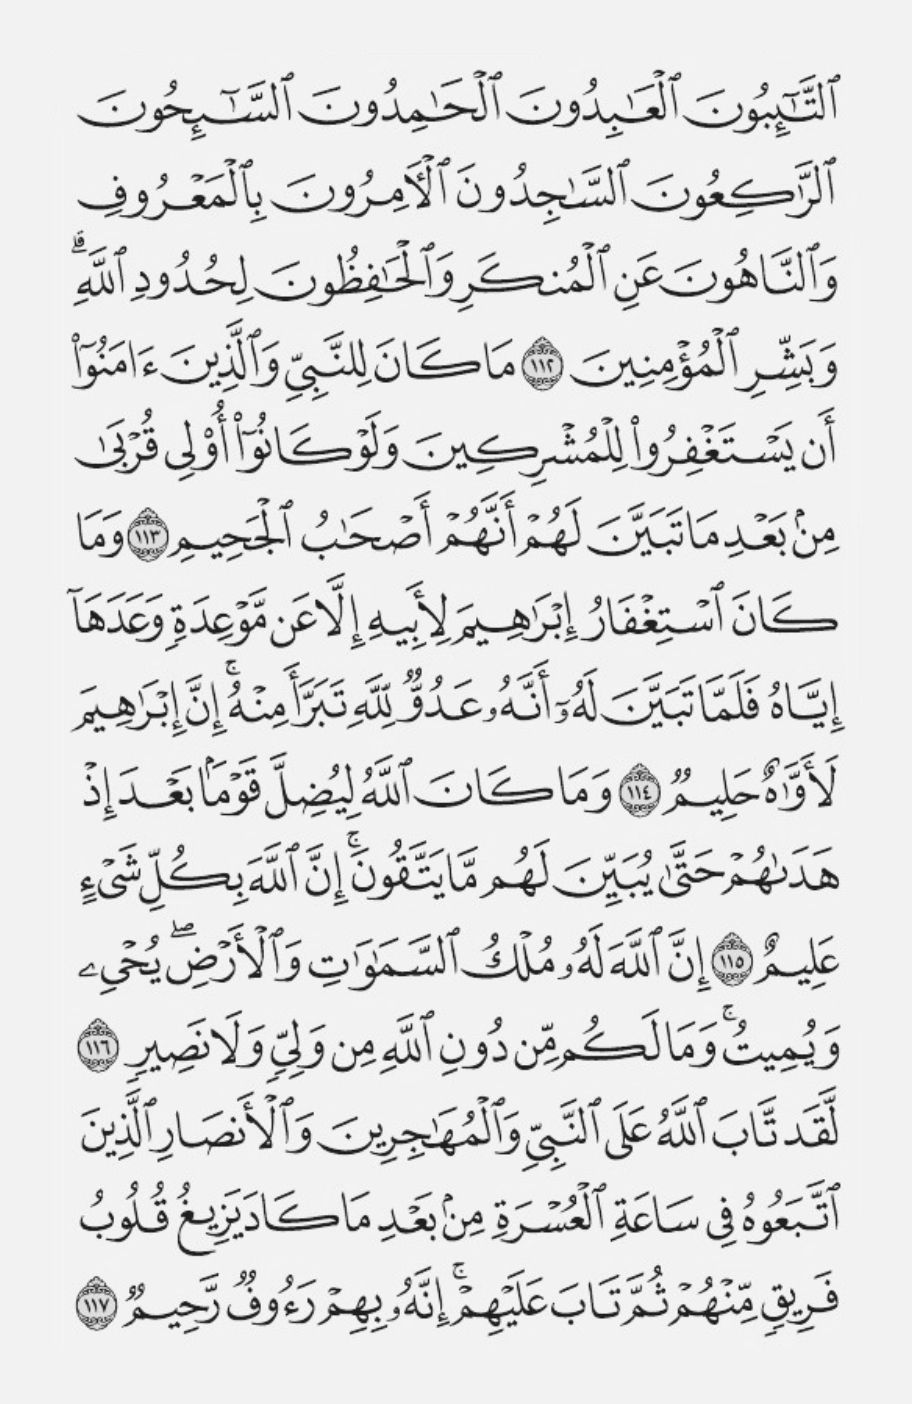 ٱلتَّـٰٓئِبُونَ ٱلْعَـٰبِدُونَ ٱلْحَـٰمِدُونَ ٱلسَّـٰٓئِحُونَ
ٱلرَّٰكِعُونَ ٱلسَّـٰجِدُونَ ٱلْـَٔامِرُونَ بِٱلْمَعْرُوفِ
وَٱلنَّاهُونَ عَنِ ٱلْمُنكَرِ وَٱلْحَـٰفِظُونَ لِحُدُودِ ٱللَّهِ ۗ
وَبَشِّرِ ٱلْمُؤْمِنِينَ ١١٢ مَا كَانَ لِلنَّبِىِّ وَٱلَّذِينَ ءَامَنُوٓا۟
أَن يَسْتَغْفِرُوا۟ لِلْمُشْرِكِينَ وَلَوْ كَانُوٓا۟ أُو۟لِى قُرْبَىٰ
مِنۢ بَعْدِ مَا تَبَيَّنَ لَهُمْ أَنَّهُمْ أَصْحَـٰبُ ٱلْجَحِيمِ ١١٣ وَمَا
كَانَ ٱسْتِغْفَارُ إِبْرَٰهِيمَ لِأَبِيهِ إِلَّا عَن مَّوْعِدَةٍ وَعَدَهَآ
إِيَّاهُ فَلَمَّا تَبَيَّنَ لَهُۥٓ أَنَّهُۥ عَدُوٌّ لِّلَّهِ تَبَرَّأَ مِنْهُ ۚ إِنَّ إِبْرَٰهِيمَ
لَأَوَّٰهٌ حَلِيمٌ ١١٤ وَمَا كَانَ ٱللَّهُ لِيُضِلَّ قَوْمًۢا بَعْدَ إِذْ
هَدَىٰهُمْ حَتَّىٰ يُبَيِّنَ لَهُم مَّا يَتَّقُونَ ۚ إِنَّ ٱللَّهَ بِكُلِّ شَىْءٍ
عَلِيمٌ ١١٥ إِنَّ ٱللَّهَ لَهُۥ مُلْكُ ٱلسَّمَـٰوَٰتِ وَٱلْأَرْضِ ۖ يُحْىِۦ
وَيُمِيتُ ۚ وَمَا لَكُم مِّن دُونِ ٱللَّهِ مِن وَلِىٍّ وَلَا نَصِيرٍ ١١٦
لَّقَد تَّابَ ٱللَّهُ عَلَى ٱلنَّبِىِّ وَٱلْمُهَـٰجِرِينَ وَٱلْأَنصَارِ ٱلَّذِينَ
ٱتَّبَعُوهُ فِى سَاعَةِ ٱلْعُسْرَةِ مِنۢ بَعْدِ مَا كَادَ يَزِيغُ قُلُوبُ
فَرِيقٍ مِّنْهُمْ ثُمَّ تَابَ عَلَيْهِمْ ۚ إِنَّهُۥ بِهِمْ رَءُوفٌ رَّحِيمٌ ١١٧